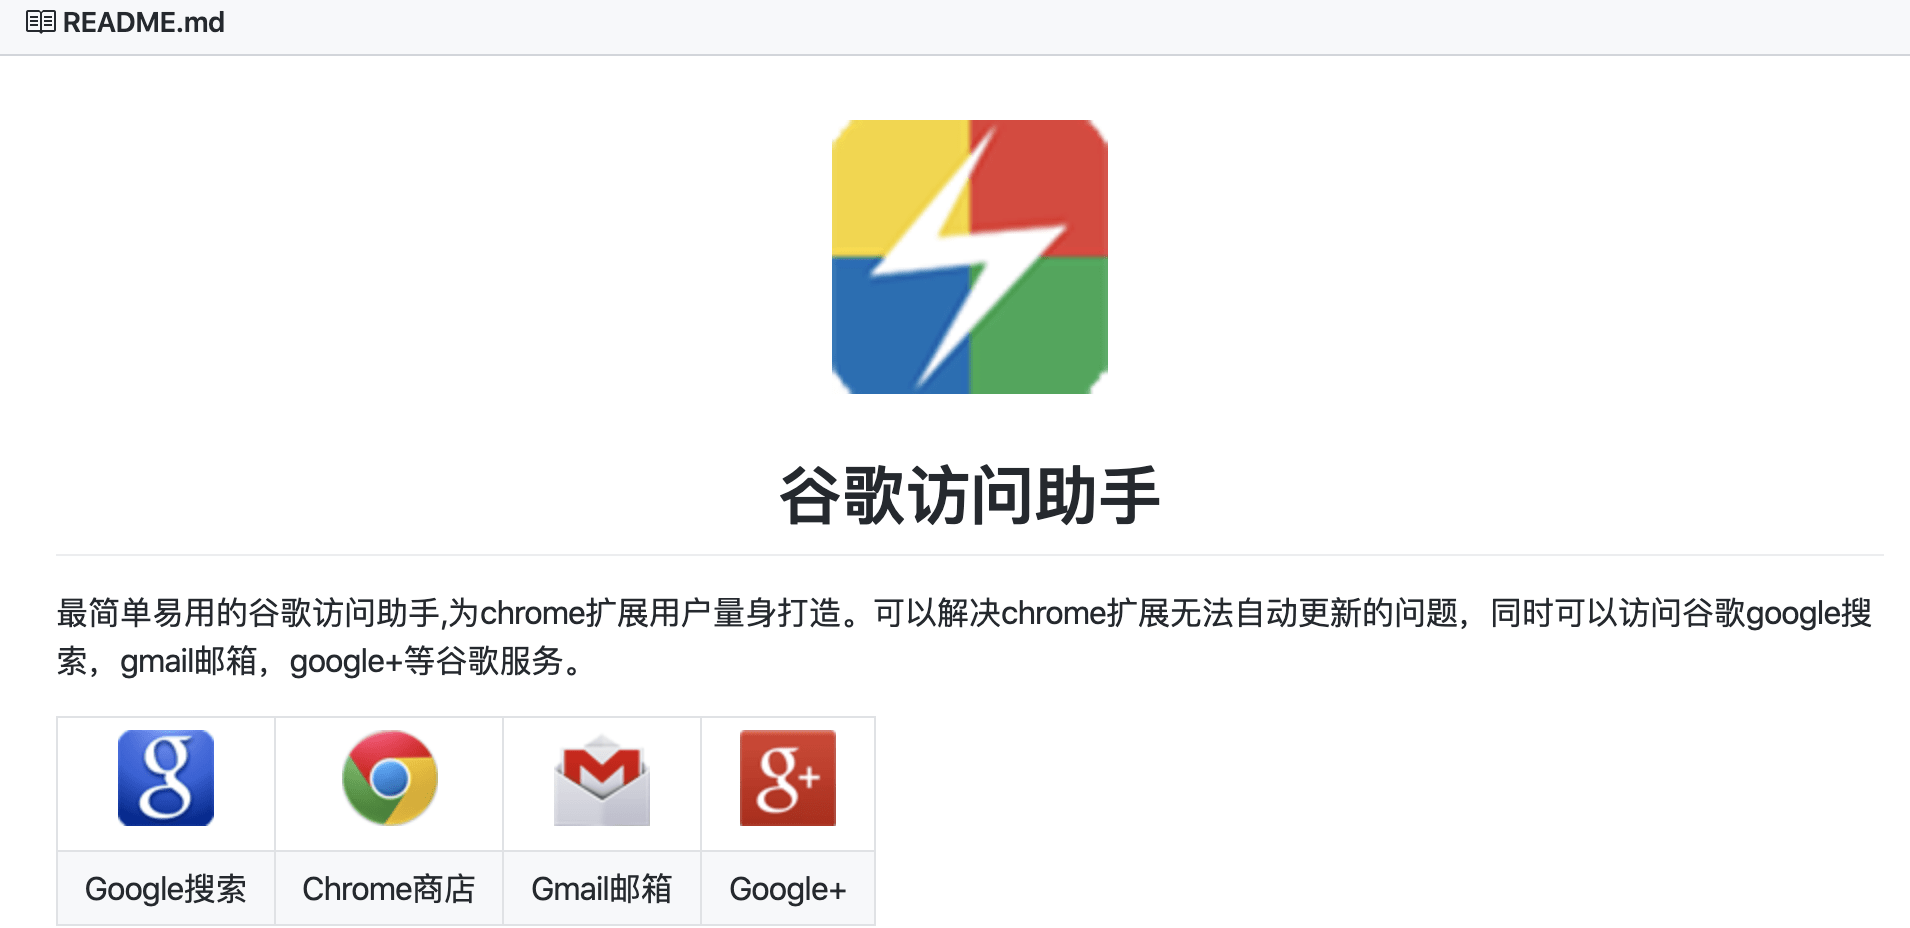 README.md
谷歌访问助手
最简单易用的谷歌访问助手,为chrome扩展用户量身打造。可以解决chrome扩展无法自动更新的问题，同时可以访问谷歌google搜
索，gmail邮箱，google+等谷歌服务。
g
g+
Google搜索 Chrome商店 Gmail邮箱 Google+